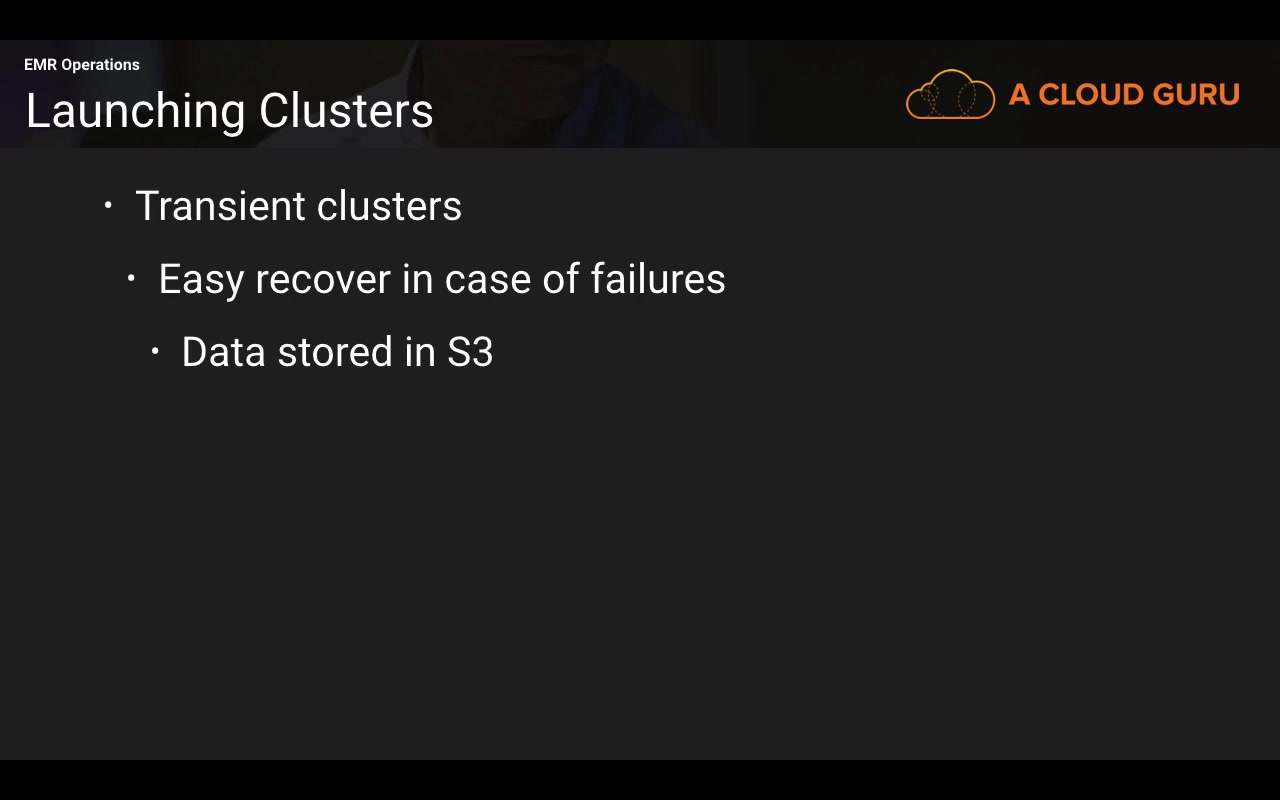 EMR Operations
Launching Clusters
A CLOUD GURU
• Transient clusters
• Easy recover in case of failures
• Data stored in S3